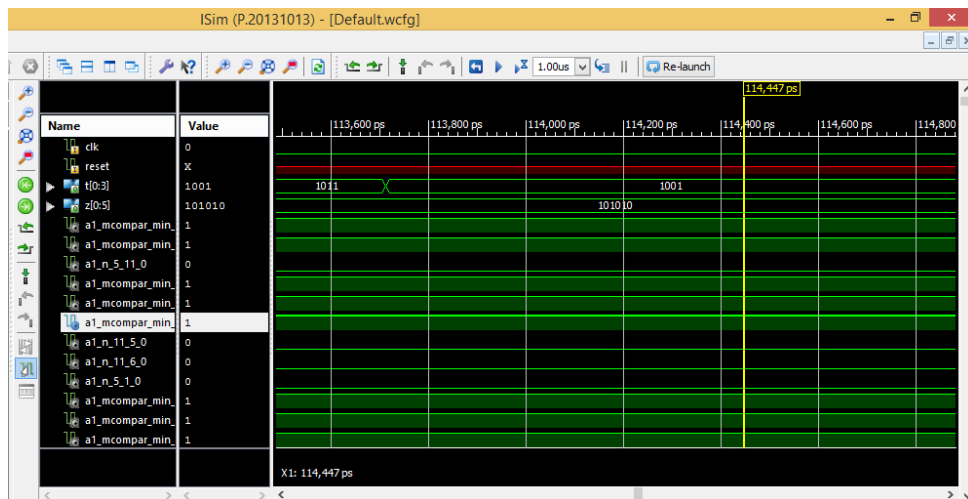 ISim (P.20131013) - [Default.wcfg]
1.00us
Re-launch
114,447 ps
Name Value
113,600 ps 113,800 ps 114,000 ps 114,200 ps 114,400 ps 114,600 ps 114,800
clk 0
reset X
t[0:3] 1001 1011 1001
z[0:5] 101010 101010
a1_mcompar_min_ 1
a1_mcompar_min_ 1
a1_n_5_11_0 0
a1_mcompar_min_ 1
a1_mcompar_min_ 1
a1_mcompar_min_ 1
a1_n_11_5_0 0
a1_n_11_6_0 0
a1_n_5_1_0 0
a1_mcompar_min_ 1
a1_mcompar_min_ 1
a1_mcompar_min_ 1
X1: 114,447 ps